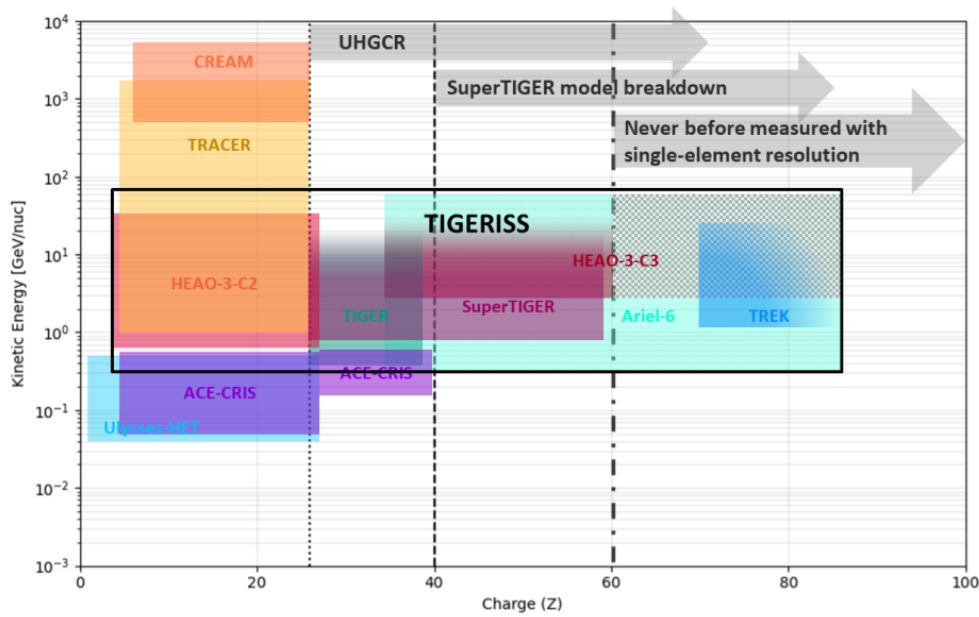 10⁴
10³
10²
10¹
10⁰
10⁻¹
10⁻²
10⁻³
Kinetic Energy [GeV/nuc]
UHGCR
CREAM
SuperTIGER model breakdown
TRACER
Never before measured with
single-element resolution
TIGERISS
HEAO-3-C3
HEAO-3-C2
SuperTIGER
TIGER
Ariel-6
TREK
ACE-CRIS
ACE-CRIS
Ulysses-HET
0
20
40
60
80
100
Charge (Z)